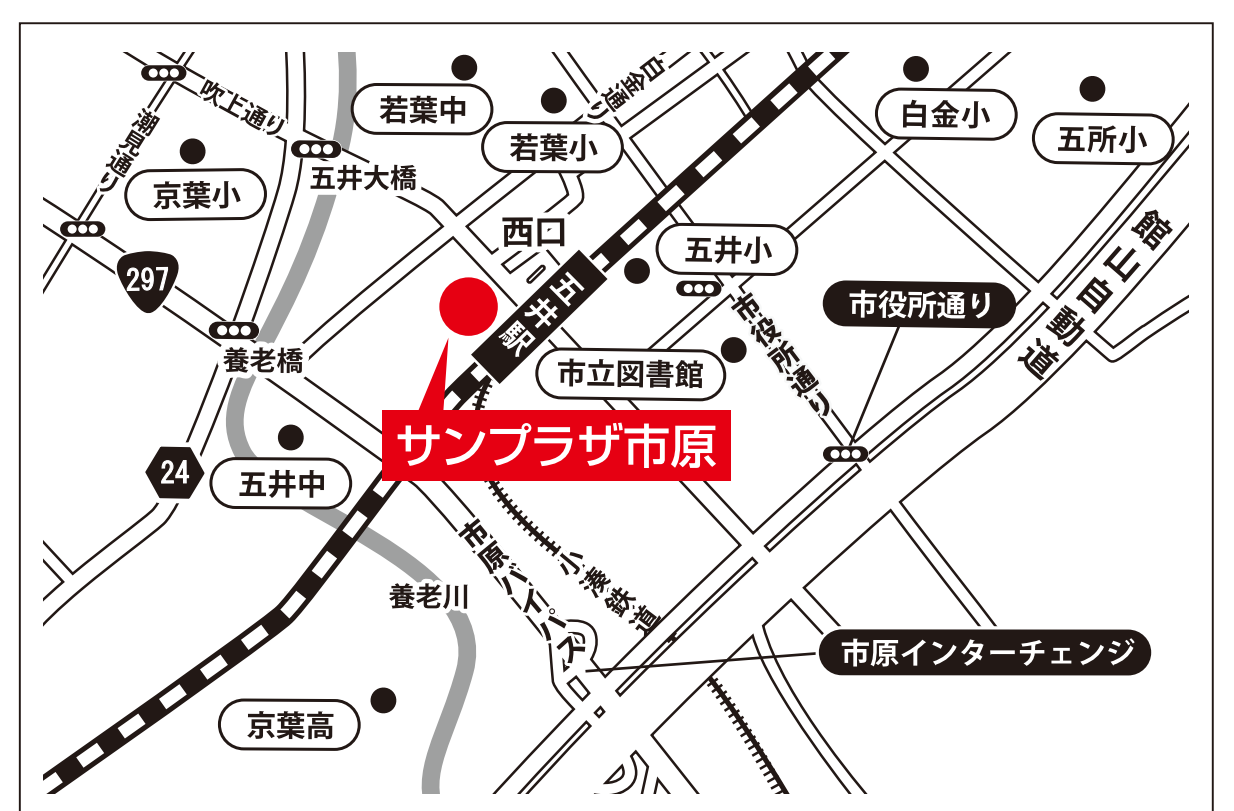 若葉中
白金通り
白金小
五所小
吹上通り
潮見通り
若葉小
京葉小
五井大橋
西口
五井小
館山自動道
297
五井駅
市役所通り
市役所通り
養老橋
市立図書館
サンプラザ市原
24
五井中
市原バイパス
小湊鉄道
養老川
市原インターチェンジ
京葉高